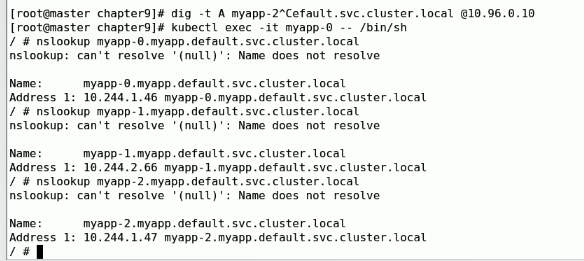 [root@master chapter9]# dig -t A myapp-2^Cefault.svc.cluster.local @10.96.0.10
[root@master chapter9]# kubectl exec -it myapp-0 -- /bin/sh
/ # nslookup myapp-0.myapp.default.svc.cluster.local
nslookup: can't resolve '(null)': Name does not resolve

Name:      myapp-0.myapp.default.svc.cluster.local
Address 1: 10.244.1.46 myapp-0.myapp.default.svc.cluster.local
/ # nslookup myapp-1.myapp.default.svc.cluster.local
nslookup: can't resolve '(null)': Name does not resolve

Name:      myapp-1.myapp.default.svc.cluster.local
Address 1: 10.244.2.66 myapp-1.myapp.default.svc.cluster.local
/ # nslookup myapp-2.myapp.default.svc.cluster.local
nslookup: can't resolve '(null)': Name does not resolve

Name:      myapp-2.myapp.default.svc.cluster.local
Address 1: 10.244.1.47 myapp-2.myapp.default.svc.cluster.local
/ #